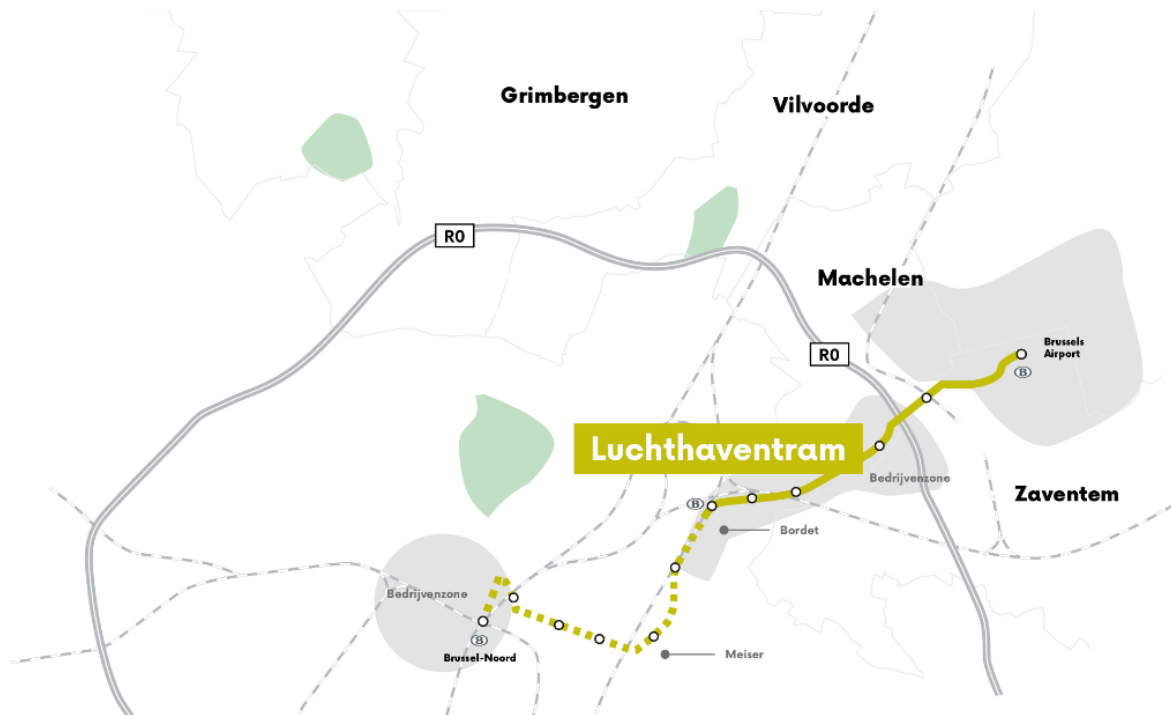 Grimbergen
Vilvoorde
R0
Machelen
R0
Brussels
Airport
B
Luchthaventram
Bedrijvenzone
Zaventem
B
Bordet
Bedrijvenzone
B
Brussel-Noord
Meiser